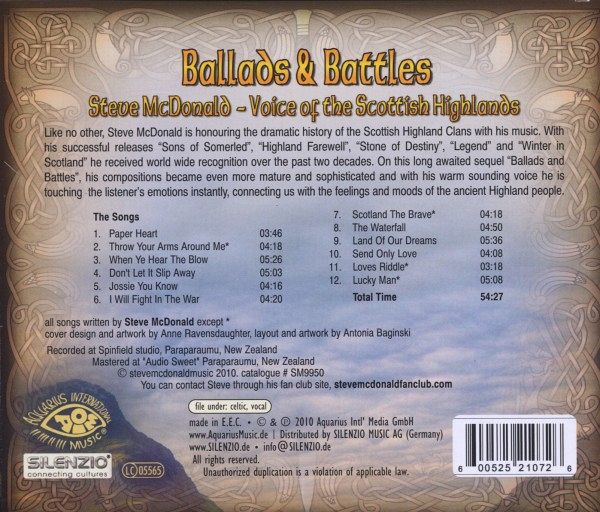 Ballads & Battles
Steve McDonald - Voice of the Scottish Highlands
Like no other, Steve McDonald is honouring the dramatic history of the Scottish Highland Clans with his music. With
his successful releases "Sons of Somerled", "Highland Farewell", "Stone of Destiny", "Legend" and "Winter in
Scotland" he received world wide recognition over the past two decades. On this long awaited sequel "Ballads and
Battles", his compositions became even more mature and sophisticated and with his warm sounding voice he is
touching the listener's emotions instantly, connecting us with the feelings and moods of the ancient Highland people.
The Songs
1. Paper Heart 03:46
2. Throw Your Arms Around Me* 04:18
3. When Ye Hear The Blow 05:26
4. Don't Let It Slip Away 05:03
5. Jossie You Know 04:16
6. I Will Fight In The War 04:20
7. Scotland The Brave* 04:18
8. The Waterfall 04:50
9. Land Of Our Dreams 05:36
10. Send Only Love 04:08
11. Loves Riddle* 03:18
12. Lucky Man* 05:08
Total Time 54:27
all songs written by Steve McDonald except *
cover design and artwork by Anne Ravensdaughter, layout and artwork by Antonia Baginski
Recorded at Spinfield studio, Paraparaumu, New Zealand
Mastered at "Audio Sweet" Paraparaumu, New Zealand
© stevemcdonaldmusic 2010. catalogue # SM9950
You can contact Steve through his fan club site, stevemcdonaldfanclub.com
AQUARIUS INTERNATIONAL
AIM
MUSIC
SILENZIO
connecting cultures
LC 05565
file under: celtic, vocal
made in E.E.C. • © & ℗ 2010 Aquarius Intl' Media GmbH
www.AquariusMusic.de | Distributed by SILENZIO MUSIC AG (Germany)
www.SILENZIO.de • info@SILENZIO.de
All rights reserved.
Unauthorized duplication is a violation of applicable law.
6 00525 21072 6